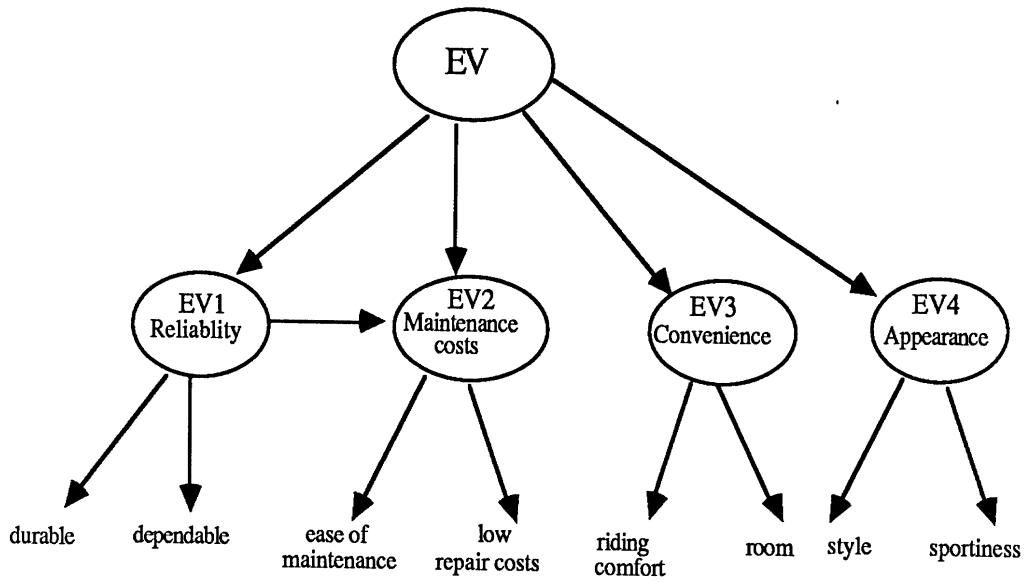 EV
EV1
Reliablity
EV2
Maintenance
costs
EV3
Convenience
EV4
Appearance
durable
dependable
ease of
maintenance
low
repair costs
riding
comfort
room
style
sportiness